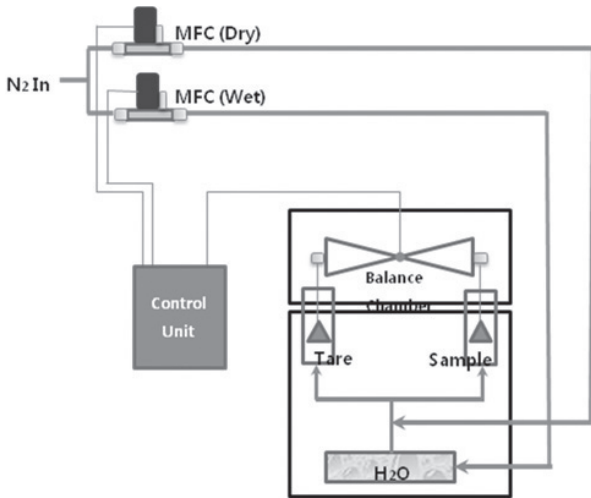 MFC (Dry)
N2 In
MFC (Wet)
Balance
Chamber
Control
Unit
Tare
Sample
H2O